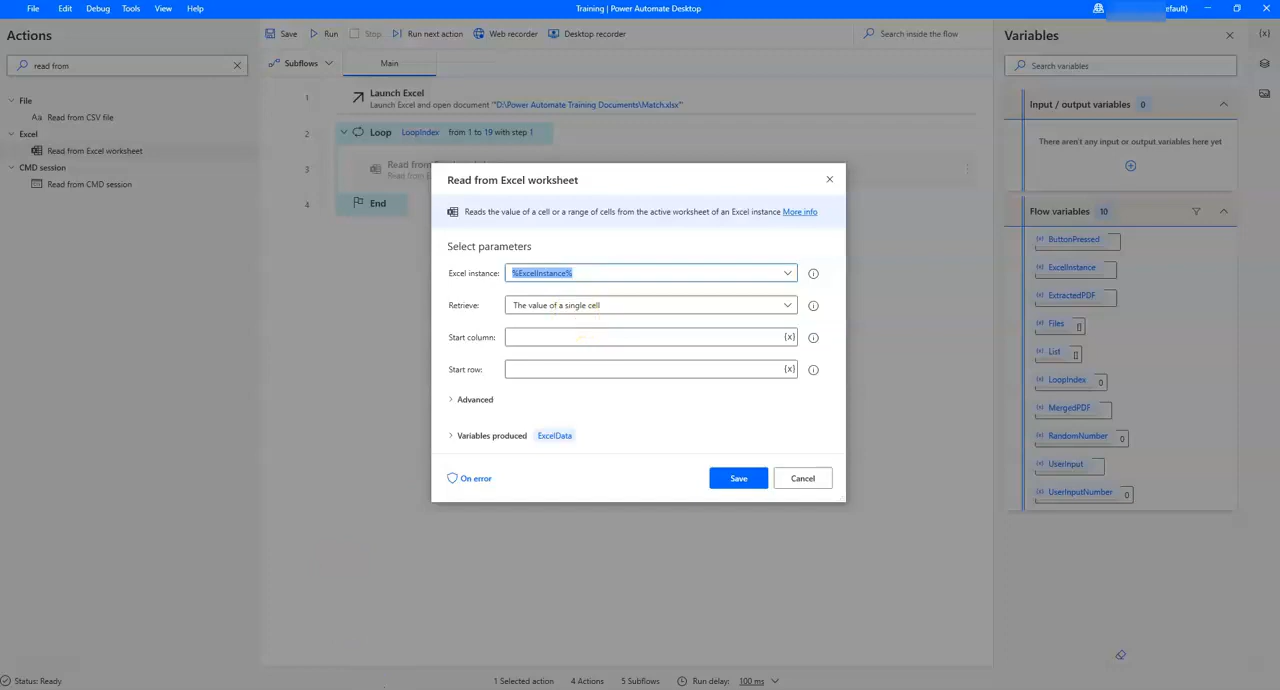 File Edit Debug Tools View Help Training | Power Automate Desktop efault)
Actions
read from
File
Read from CSV file
Excel
Read from Excel worksheet
CMD session
Read from CMD session
Save Run Stop Run next action Web recorder Desktop recorder Search inside the flow
Subflows Main
1 Launch Excel
Launch Excel and open document '"D:\Power Automate Training Documents\Match.xlsx"'
2 Loop LoopIndex from 1 to 19 with step 1
3 Read from
Read from
4 End
Read from Excel worksheet
Reads the value of a cell or a range of cells from the active worksheet of an Excel instance More info
Select parameters
Excel instance: %ExcelInstance%
Retrieve: The value of a single cell
Start column: {x}
Start row: {x}
Advanced
Variables produced ExcelData
On error Save Cancel
Variables {x}
Search variables
Input / output variables 0
There aren't any input or output variables here yet
Flow variables 10
(x) ButtonPressed
(x) ExcelInstance
(x) ExtractedPDF
(x) Files []
(x) List []
(x) LoopIndex 0
(x) MergedPDF
(x) RandomNumber 0
(x) UserInput
(x) UserInputNumber 0
Status: Ready 1 Selected action 4 Actions 5 Subflows Run delay: 100 ms